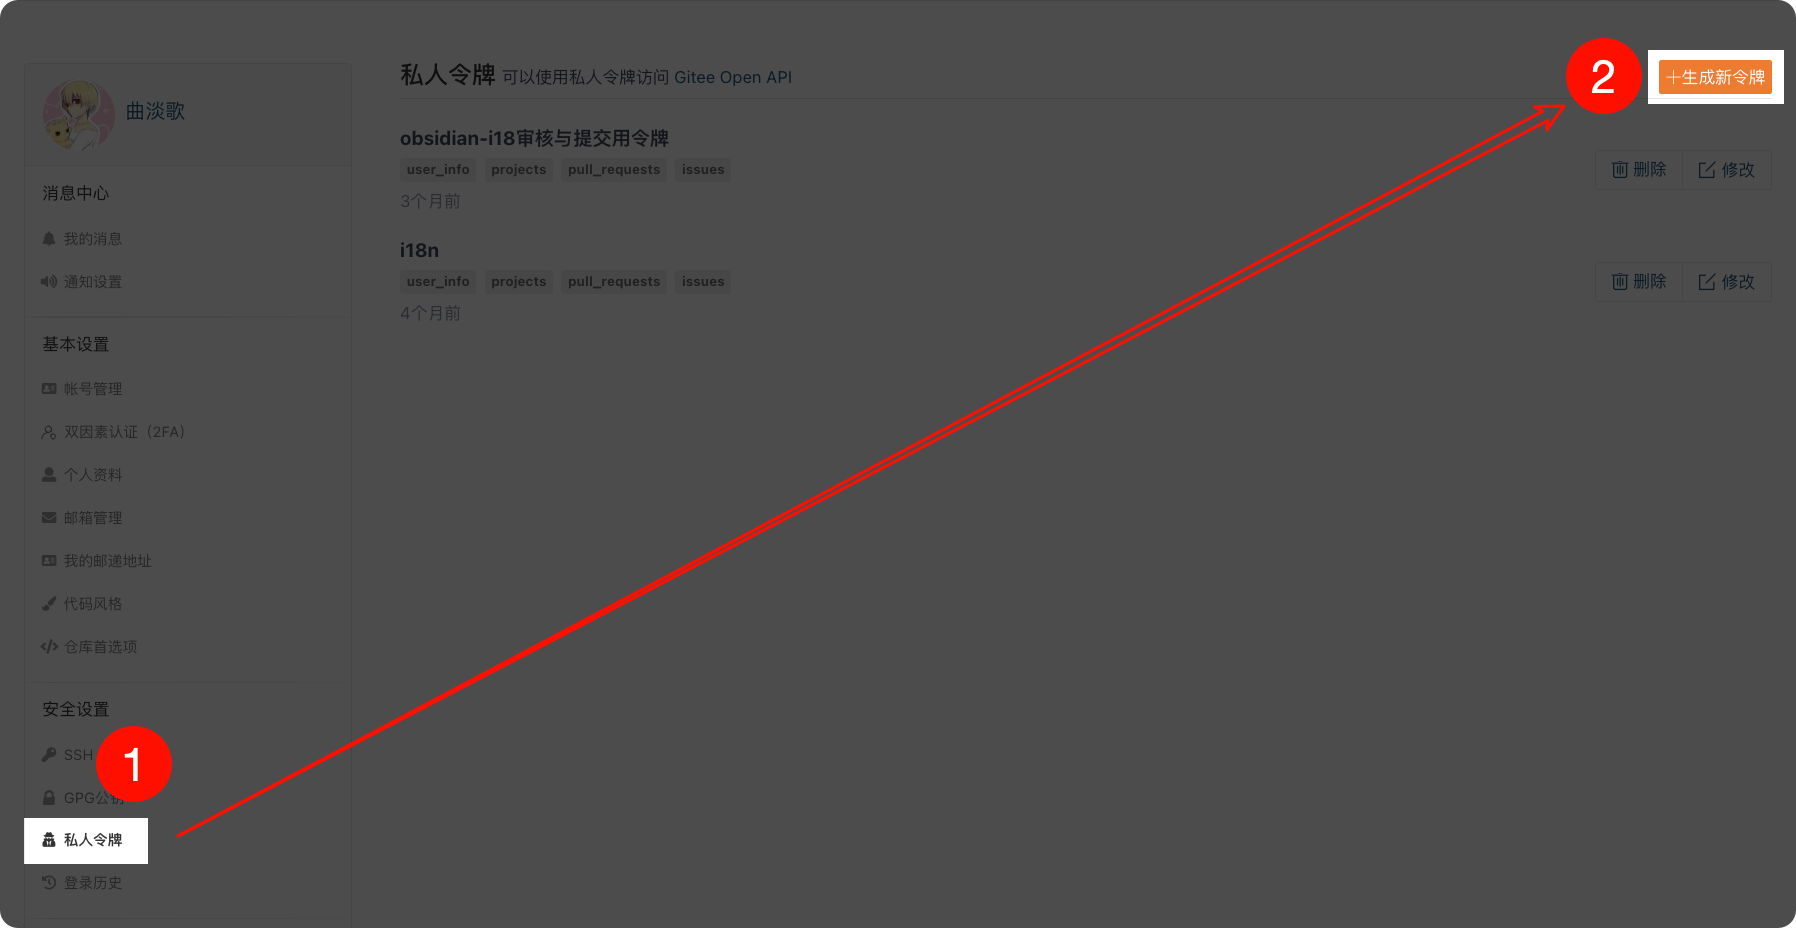 曲淡歌
消息中心
我的消息
通知设置
基本设置
帐号管理
双因素认证（2FA）
个人资料
邮箱管理
我的邮递地址
代码风格
仓库首选项
安全设置
SSH
1
GPG公钥
私人令牌
登录历史
私人令牌 可以使用私人令牌访问 Gitee Open API
2
+生成新令牌
obsidian-i18审核与提交用令牌
user_info projects pull_requests issues
3个月前
删除 修改
i18n
user_info projects pull_requests issues
4个月前
删除 修改